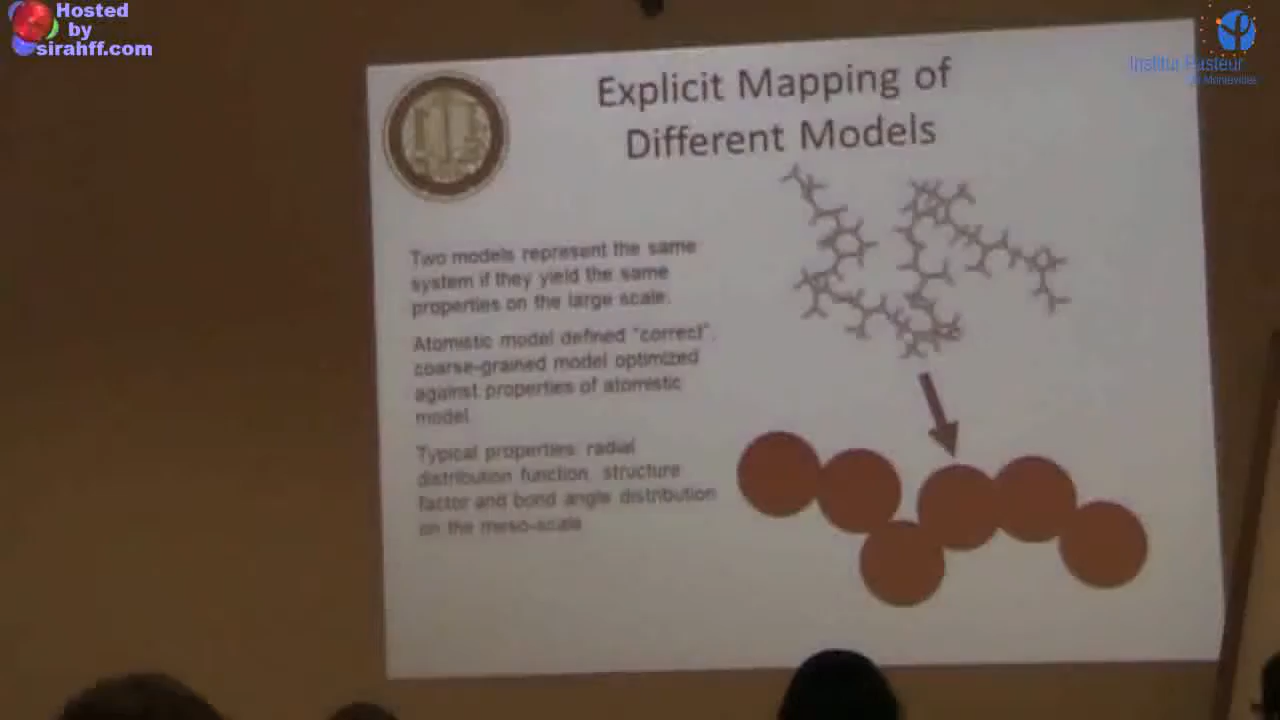 Hosted
by
sirahff.com
Institut Pasteur
de Montevideo
Explicit Mapping of
Different Models
Two models represent the same
system if they yield the same
properties on the large scale.
Atomistic model defined "correct",
coarse-grained model optimized
against properties of atomistic
model
Typical properties: radial
distribution function, structure
factor and bond angle distribution
on the meso-scale